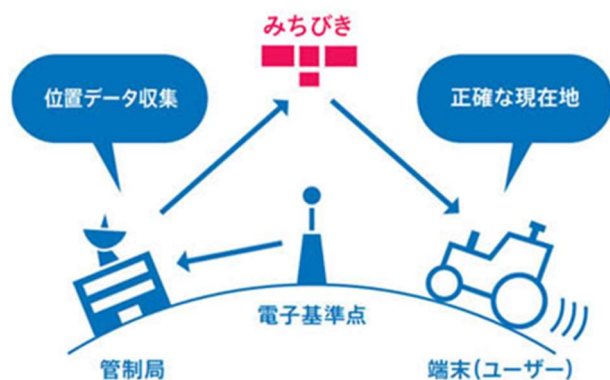 みちびき
位置データ収集
正確な現在地
電子基準点
管制局
端末(ユーザー)